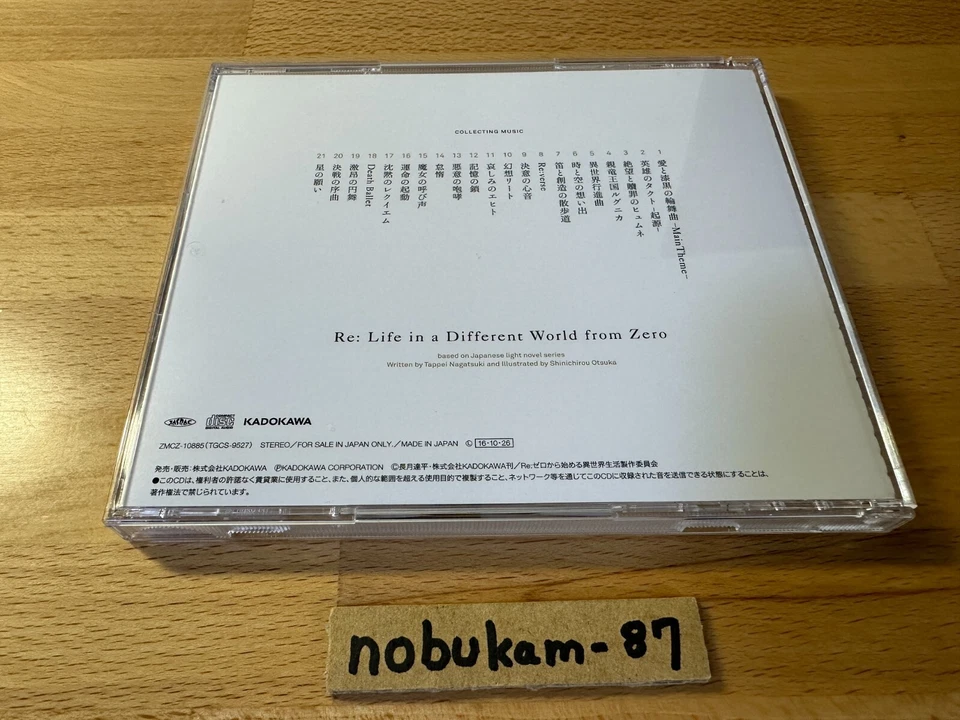 COLLECTING MUSIC
1 愛と漆黒の輪舞曲 -Main Theme-
2 英雄のタクト -起源-
3 絶望と贖罪のヒュムネ
4 親竜王国ルグニカ
5 異世界行進曲
6 時と空の想い出
7 笛と創造の散歩道
8 Re:verse
9 決意の心音
10 幻想リート
11 哀しみのエヒト
12 記憶の鎖
13 悪意の咆哮
14 怠惰
15 魔女の呼び声
16 運命の起動
17 沈黙のレクイエム
18 Death Ballet
19 激昂の円舞
20 決戦の序曲
21 星の願い
Re: Life in a Different World from Zero
based on Japanese light novel series
Written by Tappei Nagatsuki and Illustrated by Shinichirou Otsuka
JASRAC COMPACT disc DIGITAL AUDIO KADOKAWA
ZMCZ-10885(TGCS-9527) STEREO/FOR SALE IN JAPAN ONLY./MADE IN JAPAN Ⓒ 16・10・26
発売・販売:株式会社KADOKAWA ⓅKADOKAWA CORPORATION Ⓒ長月達平・株式会社KADOKAWA刊/Re:ゼロから始める異世界生活製作委員会
●このCDは、権利者の許諾なく賃貸業に使用すること、また、個人的な範囲を超える使用目的で複製すること、ネットワーク等を通じてこのCDに収録された音を送信できる状態にすることは、
著作権法で禁じられています。
nobukam-87